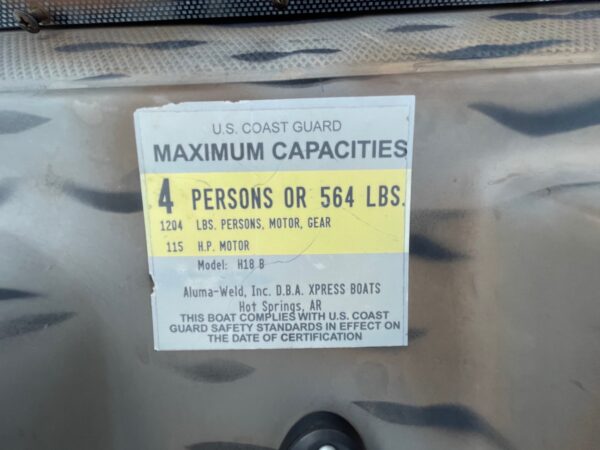 U.S. COAST GUARD
MAXIMUM CAPACITIES
4 PERSONS OR 564 LBS.
1204 LBS. PERSONS, MOTOR, GEAR
115 H.P. MOTOR
Model: H18 B
Aluma-Weld, Inc. D.B.A. XPRESS BOATS
Hot Springs, AR
THIS BOAT COMPLIES WITH U.S. COAST
GUARD SAFETY STANDARDS IN EFFECT ON
THE DATE OF CERTIFICATION